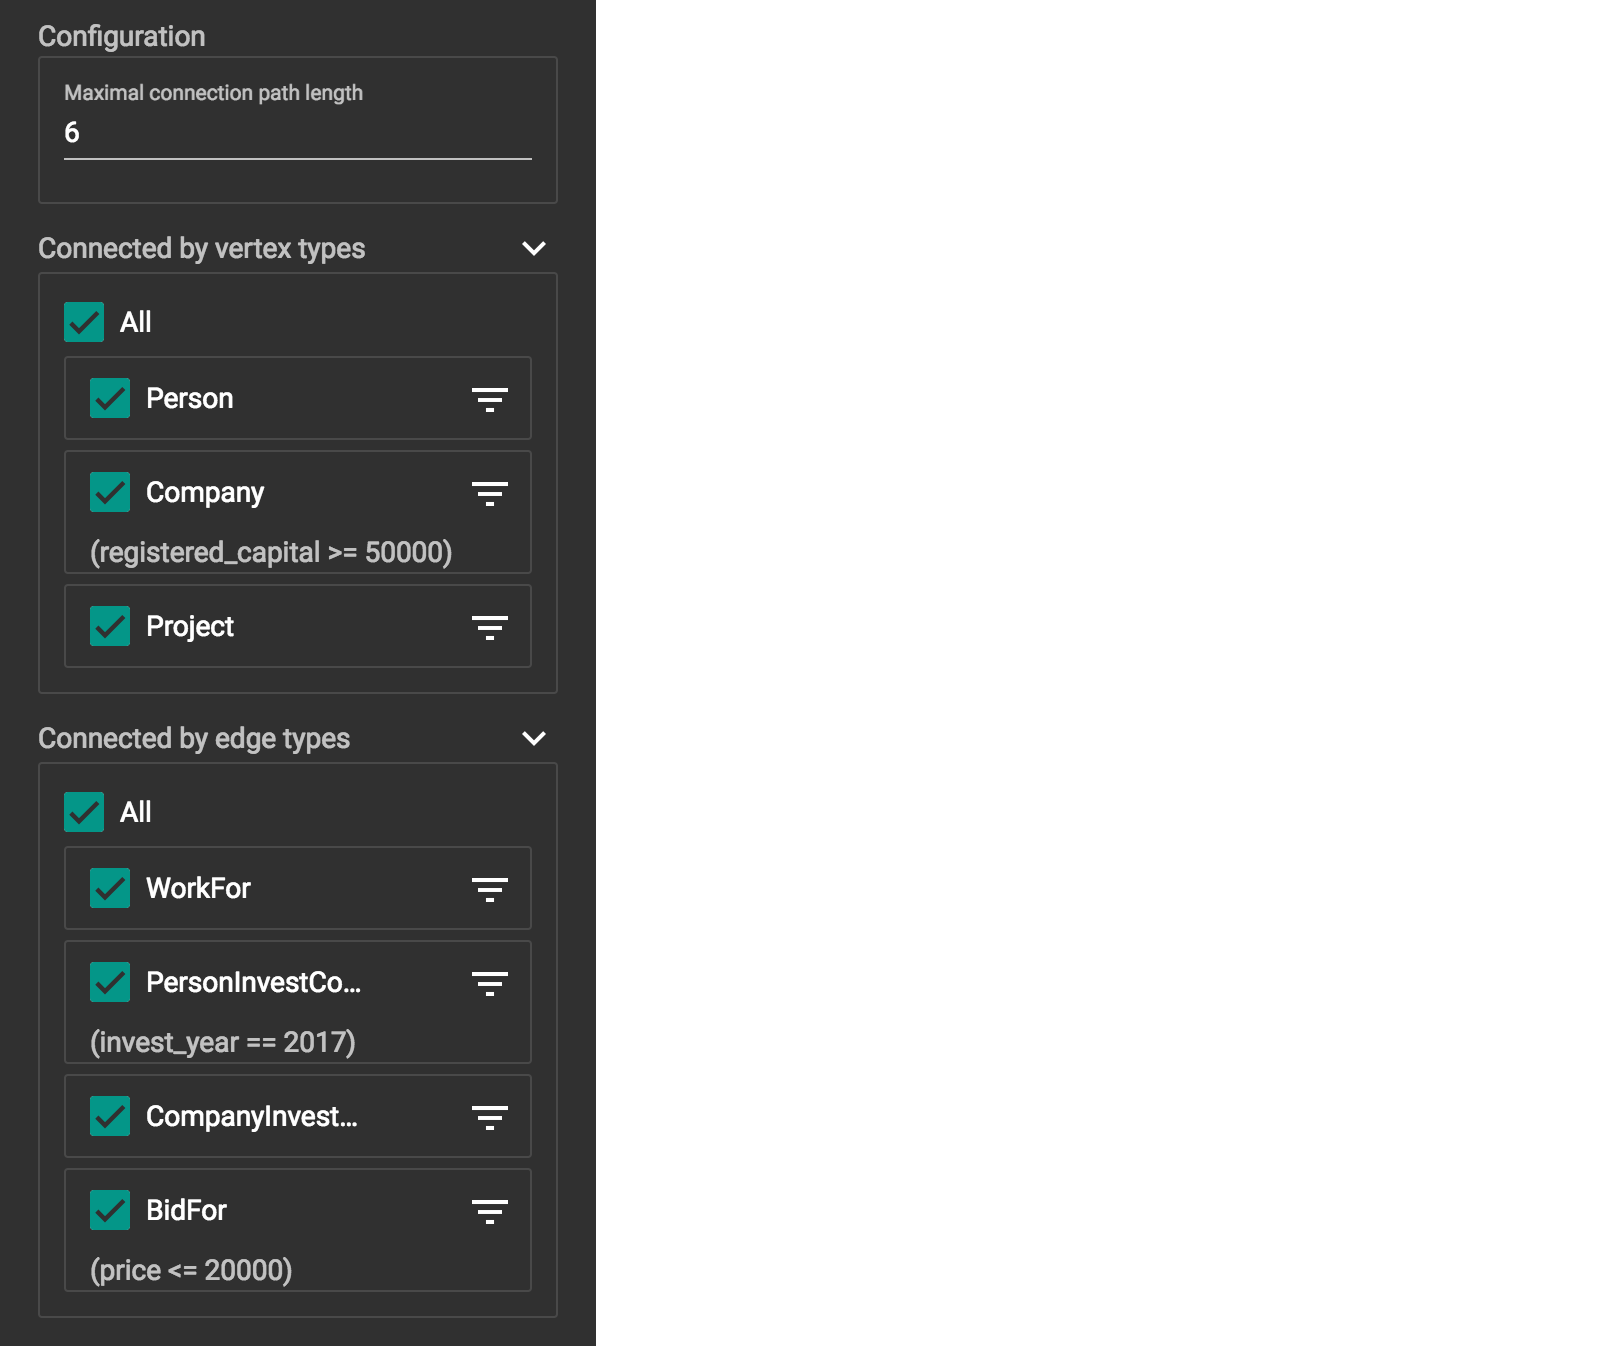 Configuration
Maximal connection path length
6
Connected by vertex types
All
Person
Company
(registered_capital >= 50000)
Project
Connected by edge types
All
WorkFor
PersonInvestCo...
(invest_year == 2017)
CompanyInvest...
BidFor
(price <= 20000)